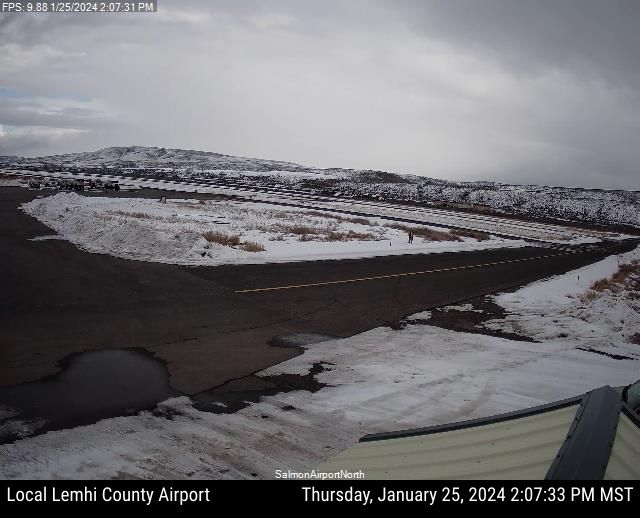 FPS: 9.88 1/25/2024 2:07:31 PM
SalmonAirportNorth
Local Lemhi County Airport Thursday, January 25, 2024 2:07:33 PM MST